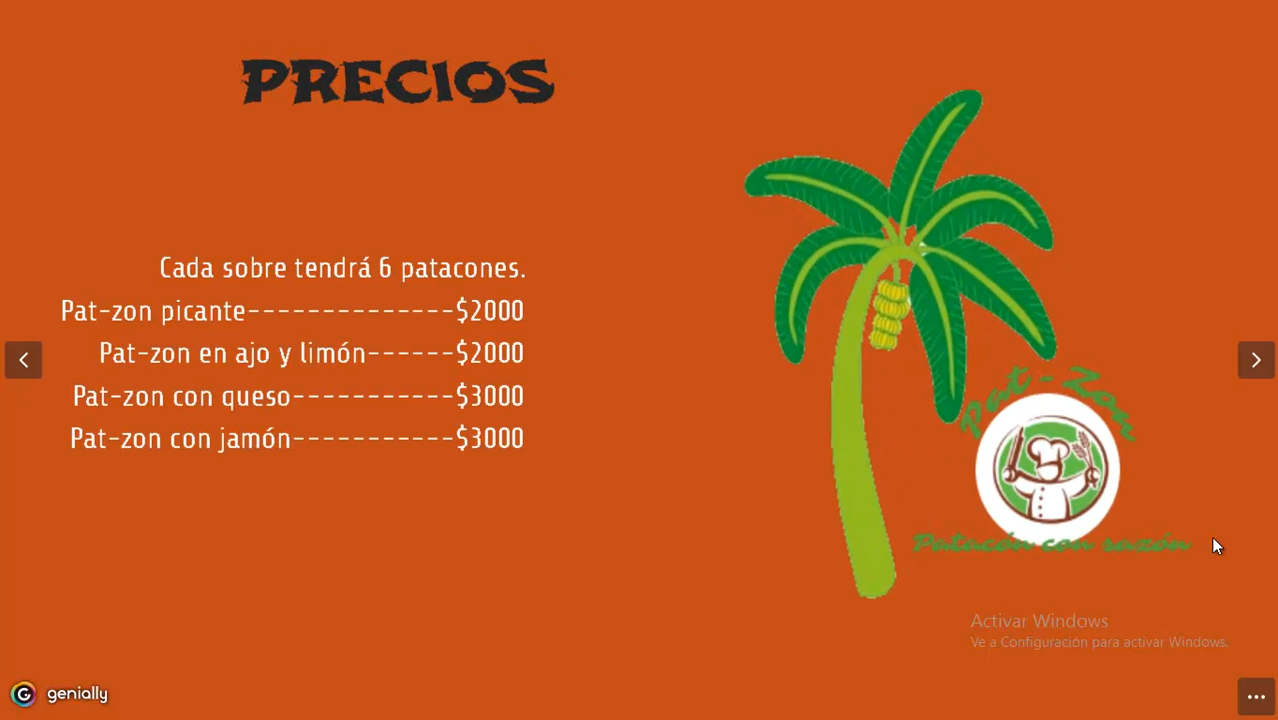 PRECIOS
Cada sobre tendrá 6 patacones.
Pat-zon picante--------------$2000
Pat-zon en ajo y limón------$2000
Pat-zon con queso-----------$3000
Pat-zon con jamón-----------$3000
Pat-Zon
Patacón con razón
Activar Windows
Ve a Configuración para activar Windows.
genially